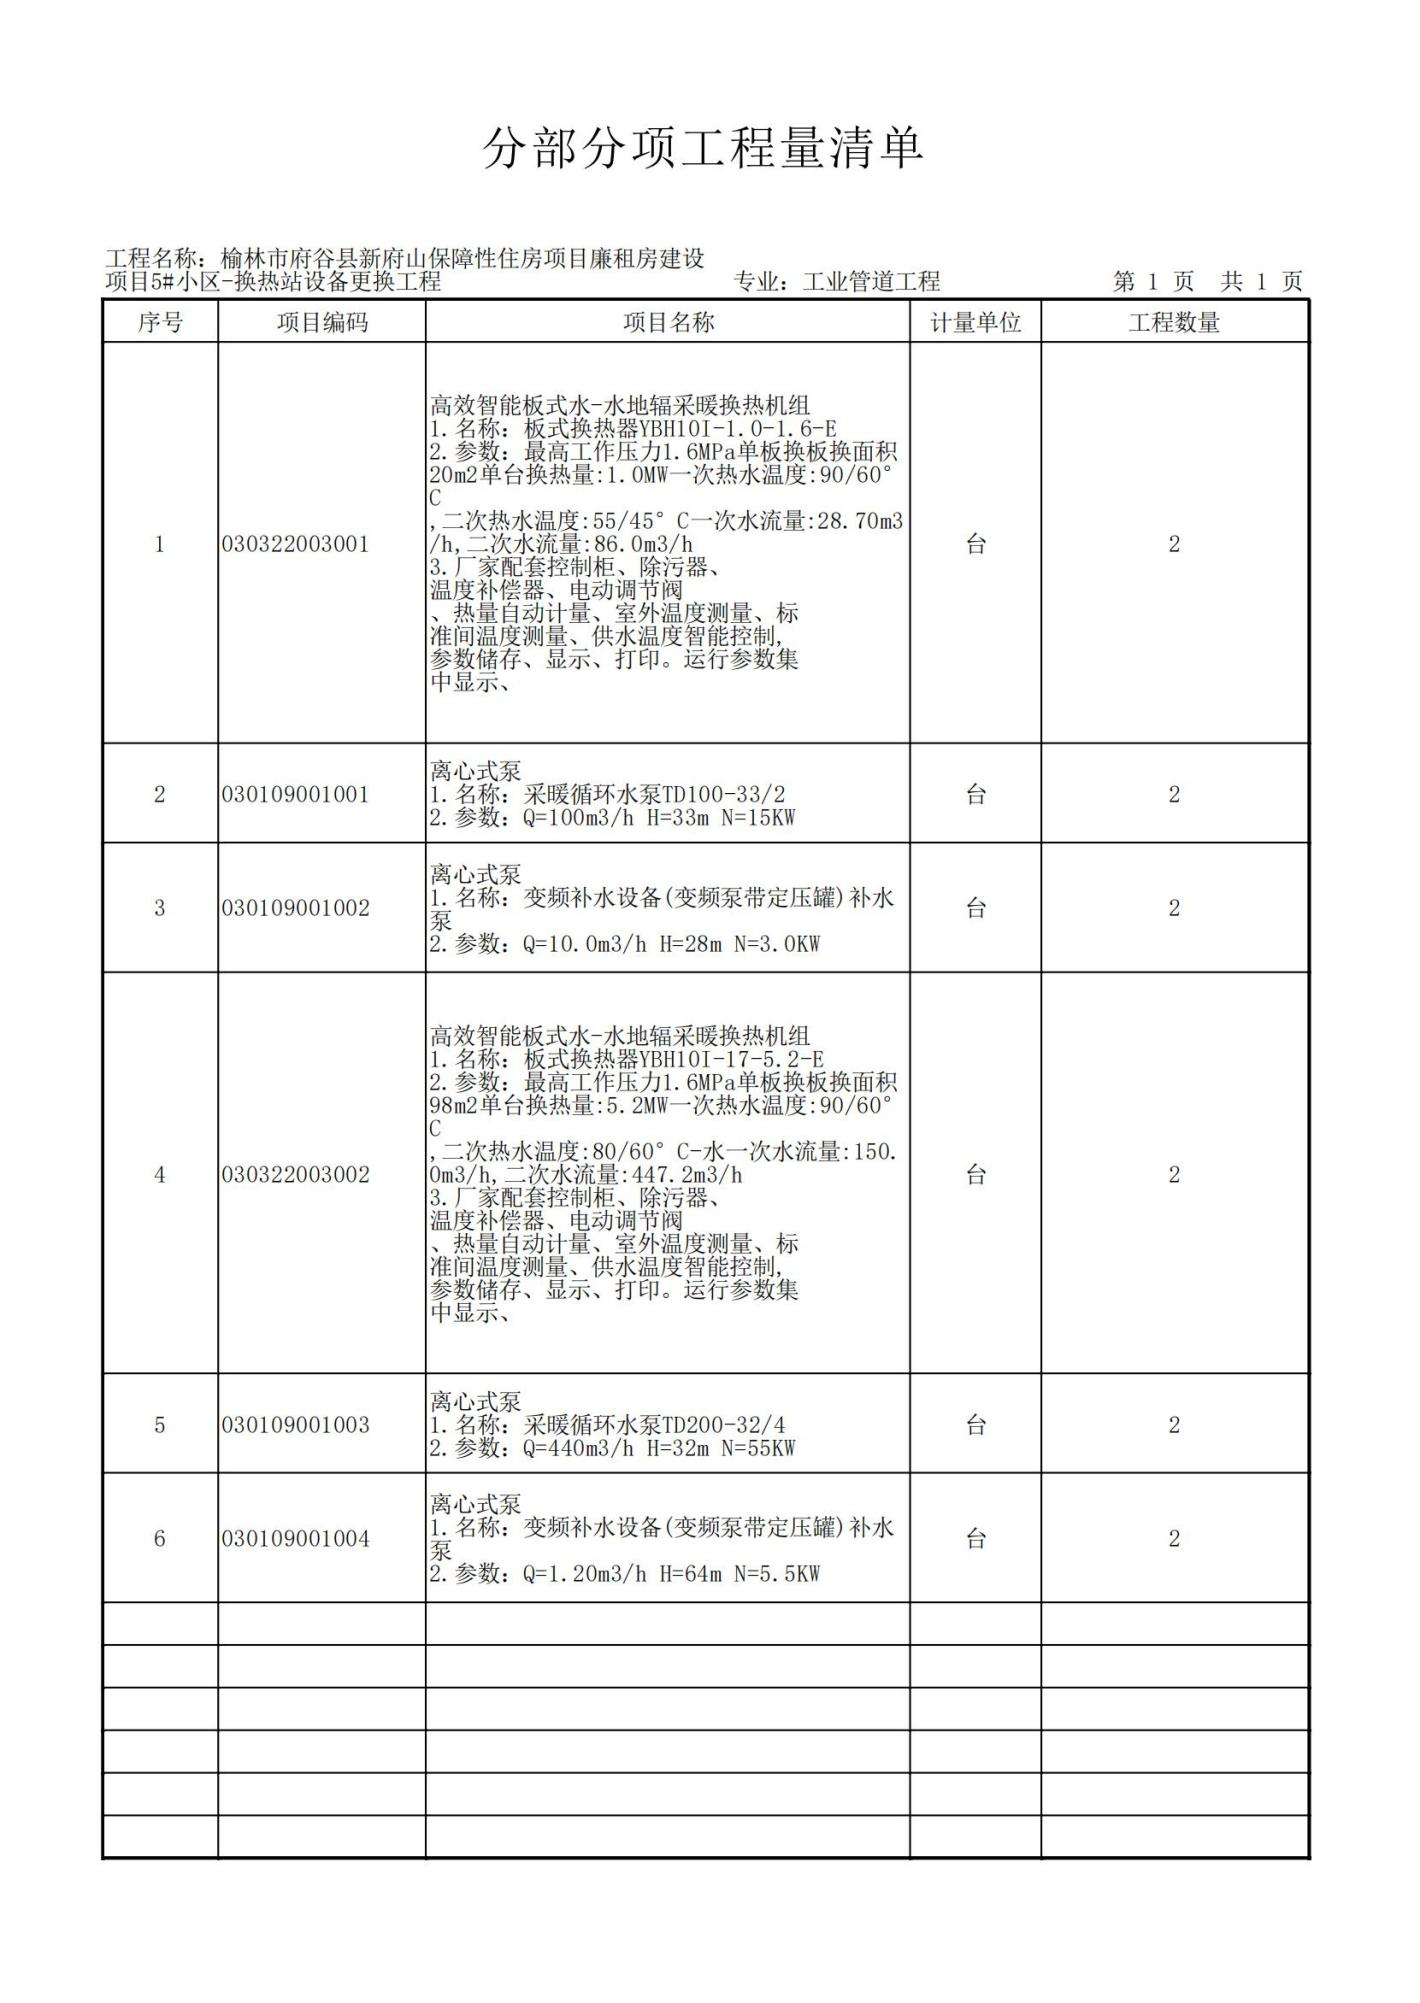 分部分项工程量清单
工程名称：榆林市府谷县新府山保障性住房项目廉租房建设
项目5#小区-换热站设备更换工程 专业：工业管道工程 第 1 页 共 1 页
序号 项目编码 项目名称 计量单位 工程数量
高效智能板式水-水地辐采暖换热机组
1.名称：板式换热器YBH10I-1.0-1.6-E
2.参数：最高工作压力1.6MPa单板换板换面积
20m2单台换热量:1.0MW一次热水温度:90/60°
C
,二次热水温度:55/45°C一次水流量:28.70m3
1 030322003001 /h,二次水流量:86.0m3/h 台 2
3.厂家配套控制柜、除污器、
温度补偿器、电动调节阀
、热量自动计量、室外温度测量、标
准间温度测量、供水温度智能控制,
参数储存、显示、打印。运行参数集
中显示、
离心式泵
2 030109001001 1.名称：采暖循环水泵TD100-33/2 台 2
2.参数：Q=100m3/h H=33m N=15KW
离心式泵
1.名称：变频补水设备(变频泵带定压罐)补水
3 030109001002 泵 台 2
2.参数：Q=10.0m3/h H=28m N=3.0KW
高效智能板式水-水地辐采暖换热机组
1.名称：板式换热器YBH10I-17-5.2-E
2.参数：最高工作压力1.6MPa单板换板换面积
98m2单台换热量:5.2MW一次热水温度:90/60°
C
,二次热水温度:80/60°C-水一次水流量:150.
4 030322003002 0m3/h,二次水流量:447.2m3/h 台 2
3.厂家配套控制柜、除污器、
温度补偿器、电动调节阀
、热量自动计量、室外温度测量、标
准间温度测量、供水温度智能控制,
参数储存、显示、打印。运行参数集
中显示、
离心式泵
5 030109001003 1.名称：采暖循环水泵TD200-32/4 台 2
2.参数：Q=440m3/h H=32m N=55KW
离心式泵
1.名称：变频补水设备(变频泵带定压罐)补水
6 030109001004 泵 台 2
2.参数：Q=1.20m3/h H=64m N=5.5KW